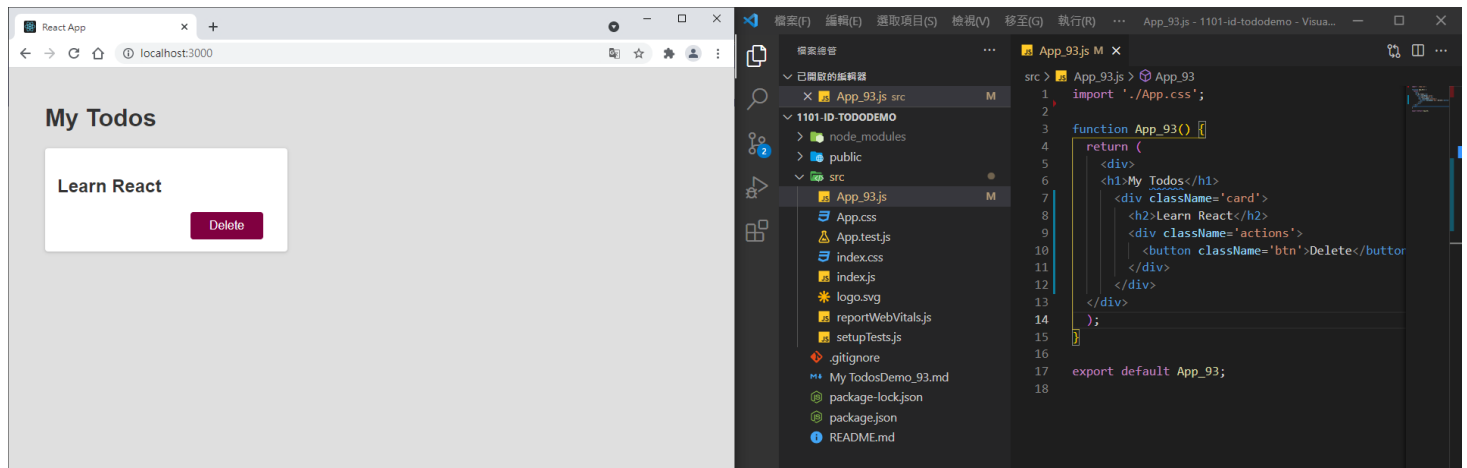 React App
localhost:3000
My Todos
Learn React
Delete
檔案(F) 編輯(E) 選取項目(S) 檢視(V) 移至(G) 執行(R) ··· App_93.js - 1101-id-tododemo - Visua...
檔案總管
已開啟的編輯器
App_93.js src M
1101-ID-TODODEMO
node_modules
public
src
App_93.js M
App.css
App.test.js
index.css
index.js
logo.svg
reportWebVitals.js
setupTests.js
.gitignore
My TodosDemo_93.md
package-lock.json
package.json
README.md
2
App_93.js M
src > App_93.js > App_93
1 import './App.css';
2
3 function App_93() {
4 return (
5 <div>
6 <h1>My Todos</h1>
7 <div className='card'>
8 <h2>Learn React</h2>
9 <div className='actions'>
10 <button className='btn'>Delete</button
11 </div>
12 </div>
13 </div>
14 );
15 }
16
17 export default App_93;
18